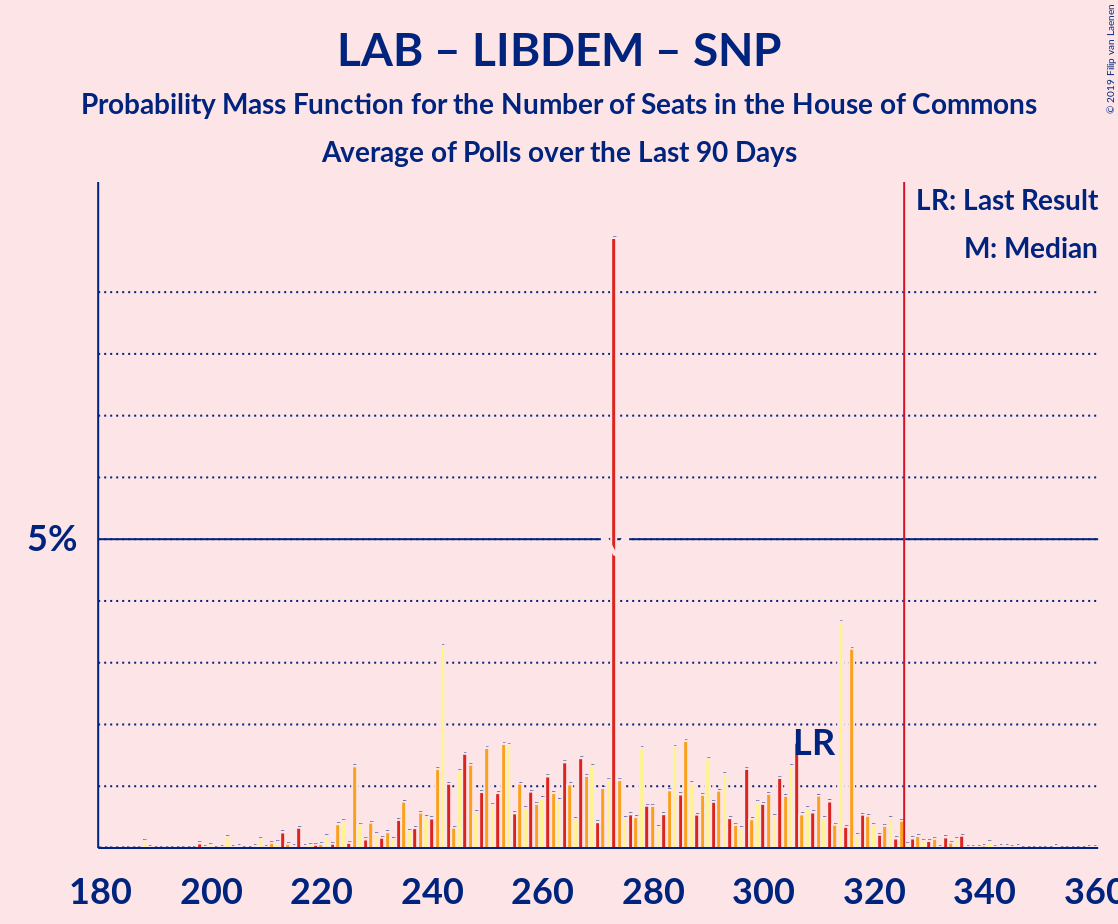 LAB – LIBDEM – SNP
Probability Mass Function for the Number of Seats in the House of Commons
Average of Polls over the Last 90 Days
© 2019 Filip van Laenen
LR: Last Result
M: Median
5%
LR
180 200 220 240 260 280 300 320 340 360